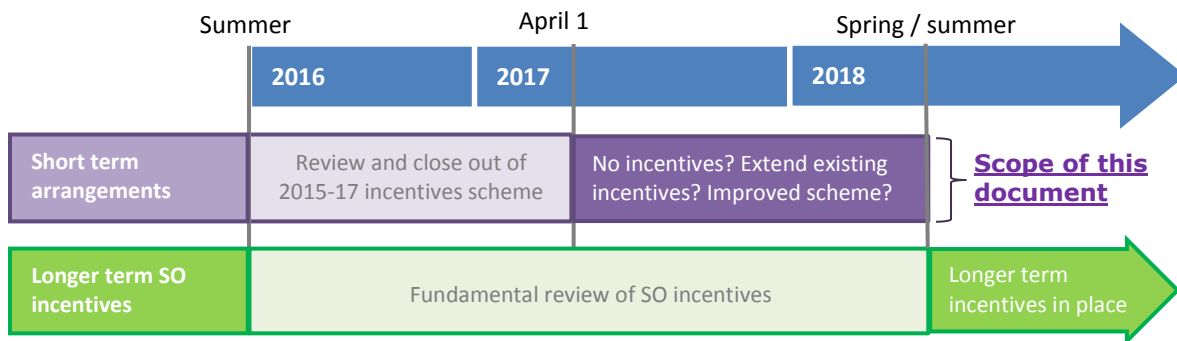 Summer
April 1
Spring / summer
2016
2017
2018
Short term
arrangements
Review and close out of
2015-17 incentives scheme
No incentives? Extend existing
incentives? Improved scheme?
Scope of this
document
Longer term SO
incentives
Fundamental review of SO incentives
Longer term
incentives in place